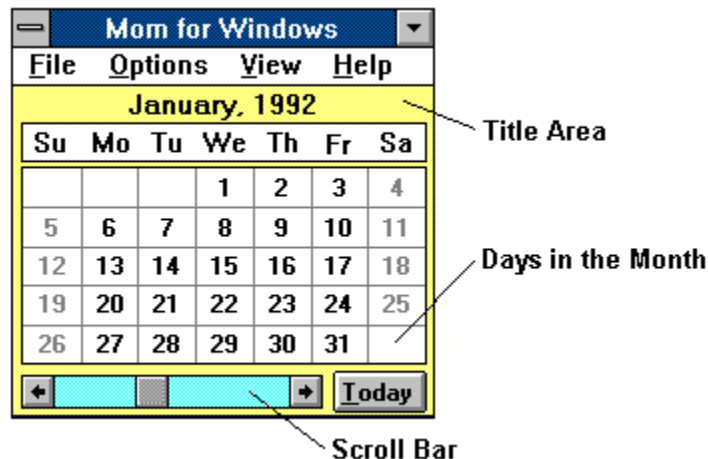 Mom for Windows
File Options View Help
January, 1992
Title Area
Su Mo Tu We Th Fr Sa
1 2 3 4
5 6 7 8 9 10 11
12 13 14 15 16 17 18
Days in the Month
19 20 21 22 23 24 25
26 27 28 29 30 31
Today
Scroll Bar